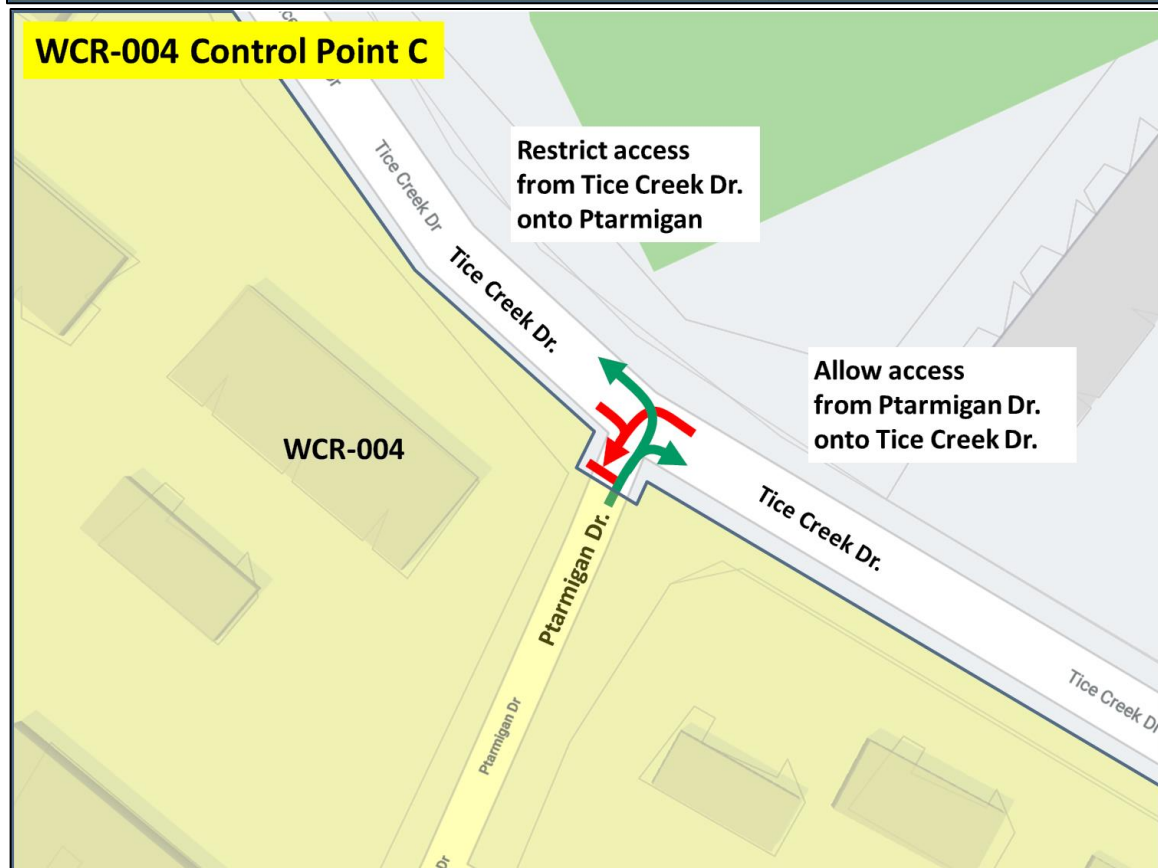 WCR-004 Control Point C
Dr
Tice Creek Dr
Restrict access
from Tice Creek Dr.
onto Ptarmigan
Tice Creek Dr.
Allow access
from Ptarmigan Dr.
onto Tice Creek Dr.
WCR-004
Tice Creek Dr.
Ptarmigan Dr.
Tice Creek Dr
Ptarmigan Dr
Dr